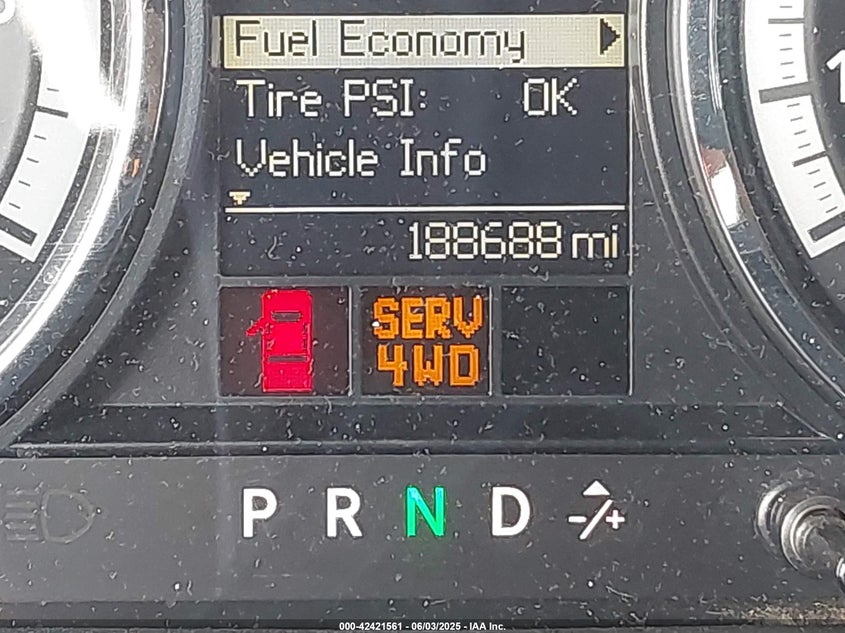 Fuel Economy
Tire PSI: OK
Vehicle Info
188688 mi
SERV
4WD
P R N D -/+
000-42421561 - 06/03/2025 - IAA Inc.